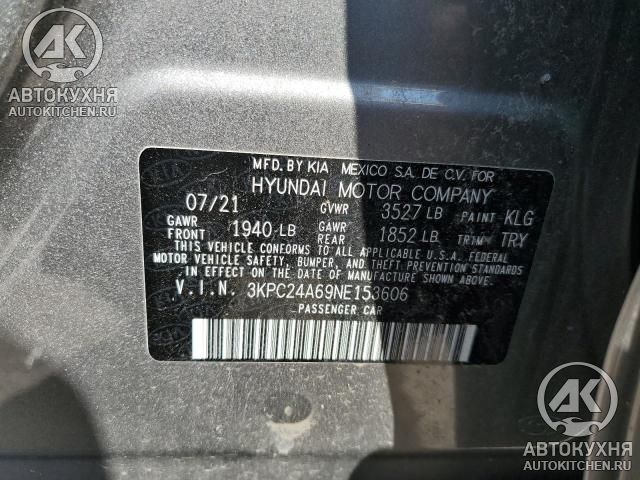 АК
АВТОКУХНЯ
AUTOKITCHEN.RU
MFD. BY KIA MEXICO S.A. DE C.V. FOR
HYUNDAI MOTOR COMPANY
07/21 GVWR 3527 LB PAINT KLG
GAWR FRONT 1940 LB GAWR REAR 1852 LB TRIM TRY
THIS VEHICLE CONFORMS TO ALL APPLICABLE U.S.A. FEDERAL
MOTOR VEHICLE SAFETY, BUMPER, AND THEFT PREVENTION STANDARDS
IN EFFECT ON THE DATE OF MANUFACTURE SHOWN ABOVE.
V.I.N. 3KPC24A69NE153606
PASSENGER CAR
АК
АВТОКУХНЯ
AUTOKITCHEN.RU